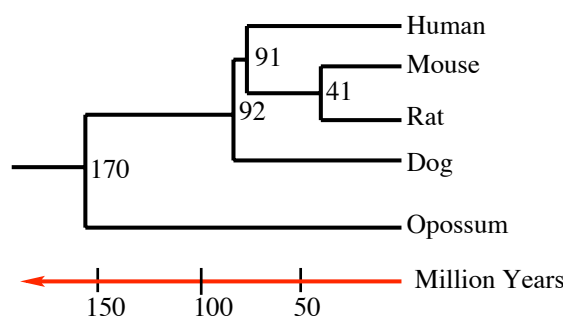 Human
91
Mouse
41
92
Rat
Dog
170
Opossum
Million Years
150 100 50